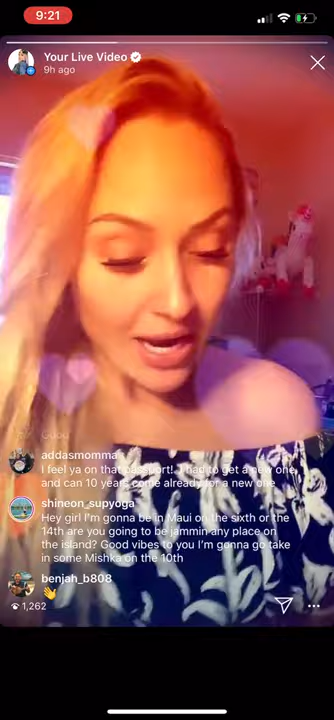 9:21
Your Live Video
9h ago
Good
addasmomma
I feel ya on that passport!. I had to get a new one,
and can 10 years come already for a new one
shineon_supyoga
Hey girl I'm gonna be in Maui on the sixth or the
14th are you going to be jammin any place on
the island? Good vibes to you I'm gonna go take
in some Mishka on the 10th
benjah_b808
👋
1,262